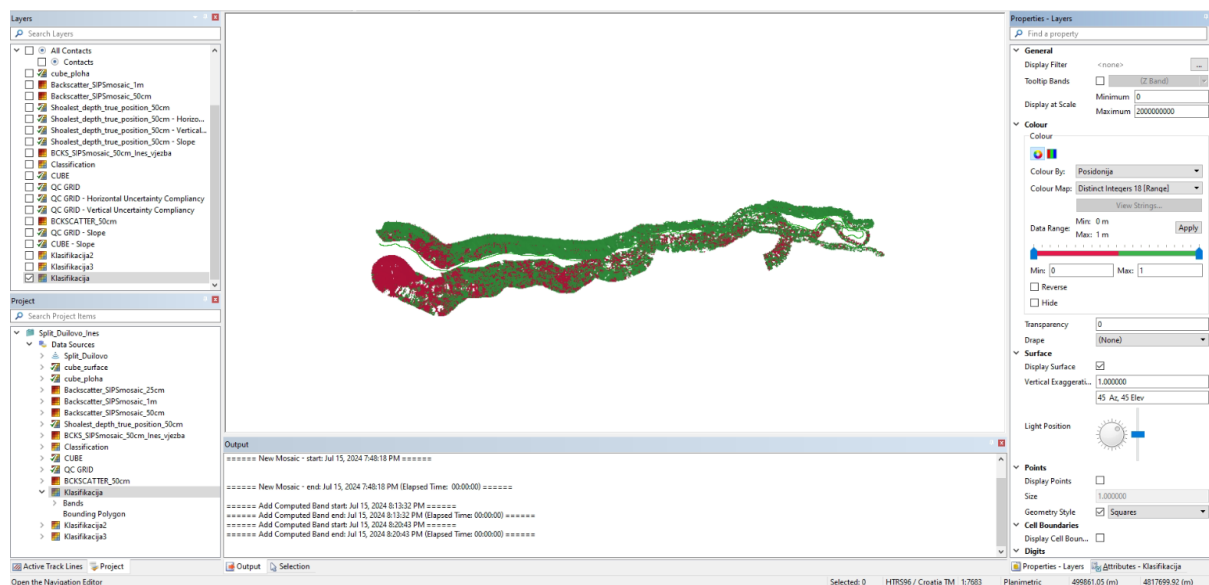 Layers
Search Layers
All Contacts
Contacts
cube_ploha
Backscatter_SIPSmosaic_1m
Backscatter_SIPSmosaic_50cm
Shoalest_depth_true_position_50cm
Shoalest_depth_true_position_50cm - Horizo...
Shoalest_depth_true_position_50cm - Vertical...
Shoalest_depth_true_position_50cm - Slope
BCKS_SIPSmosaic_50cm_Ines_vjezba
Classification
CUBE
QC GRID
QC GRID - Horizontal Uncertainty Compliancy
QC GRID - Vertical Uncertainty Compliancy
BCKSCATTER_50cm
QC GRID - Slope
CUBE - Slope
Klasifikacija2
Klasifikacija3
Klasifikacija
Project
Search Project Items
Split_Duilovo_Ines
Data Sources
Split_Duilovo
cube_surface
cube_ploha
Backscatter_SIPSmosaic_25cm
Backscatter_SIPSmosaic_1m
Backscatter_SIPSmosaic_50cm
Shoalest_depth_true_position_50cm
BCKS_SIPSmosaic_50cm_Ines_vjezba
Classification
CUBE
QC GRID
BCKSCATTER_50cm
Klasifikacija
Bands
Bounding Polygon
Klasifikacija2
Klasifikacija3
Active Track Lines Project
Open the Navigation Editor
Output
====== New Mosaic - start: Jul 15, 2024 7:48:18 PM ======
====== New Mosaic - end: Jul 15, 2024 7:48:18 PM (Elapsed Time: 00:00:00) ======
====== Add Computed Band start: Jul 15, 2024 8:13:32 PM ======
====== Add Computed Band end: Jul 15, 2024 8:13:32 PM (Elapsed Time: 00:00:00) ======
====== Add Computed Band start: Jul 15, 2024 8:20:43 PM ======
====== Add Computed Band end: Jul 15, 2024 8:20:43 PM (Elapsed Time: 00:00:00) ======
Output Selection
Properties - Layers
Find a property
General
Display Filter <none> ...
Tooltip Bands (Z Band)
Display at Scale
Minimum 0
Maximum 2000000000
Colour
Colour
Colour By: Posidonija
Colour Map: Distinct Integers 18 [Range]
View Strings...
Data Range: Min: 0 m
Max: 1 m
Apply
Min: 0 Max: 1
Reverse
Hide
Transparency 0
Drape (None)
Surface
Display Surface
Vertical Exaggerati... 1.000000
45 Az, 45 Elev
Light Position
Points
Display Points
Size 1.000000
Geometry Style Squares
Cell Boundaries
Display Cell Boun...
Digits
Properties - Layers Attributes - Klasifikacija
Selected: 0 HTRS96 / Croatia TM 1:7683 Planimetric 499861.05 (m) 4817699.92 (m)